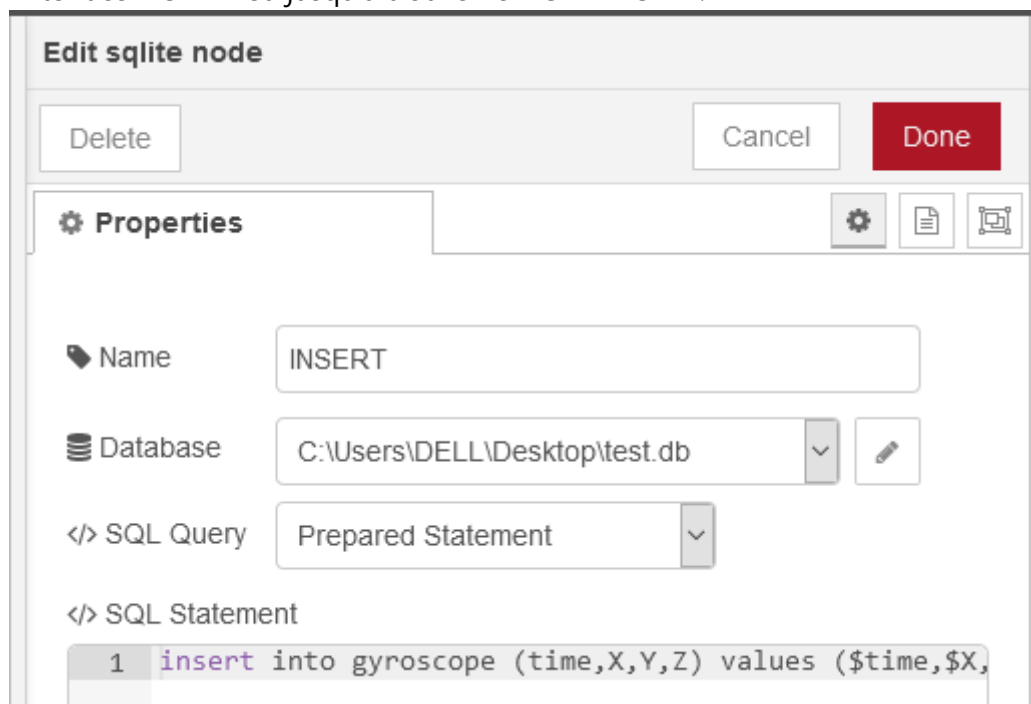 Edit sqlite node
Delete
Cancel
Done
Properties
Name
INSERT
Database
C:\Users\DELL\Desktop\test.db
</> SQL Query
Prepared Statement
</> SQL Statement
1 insert into gyroscope (time,X,Y,Z) values ($time,$X,